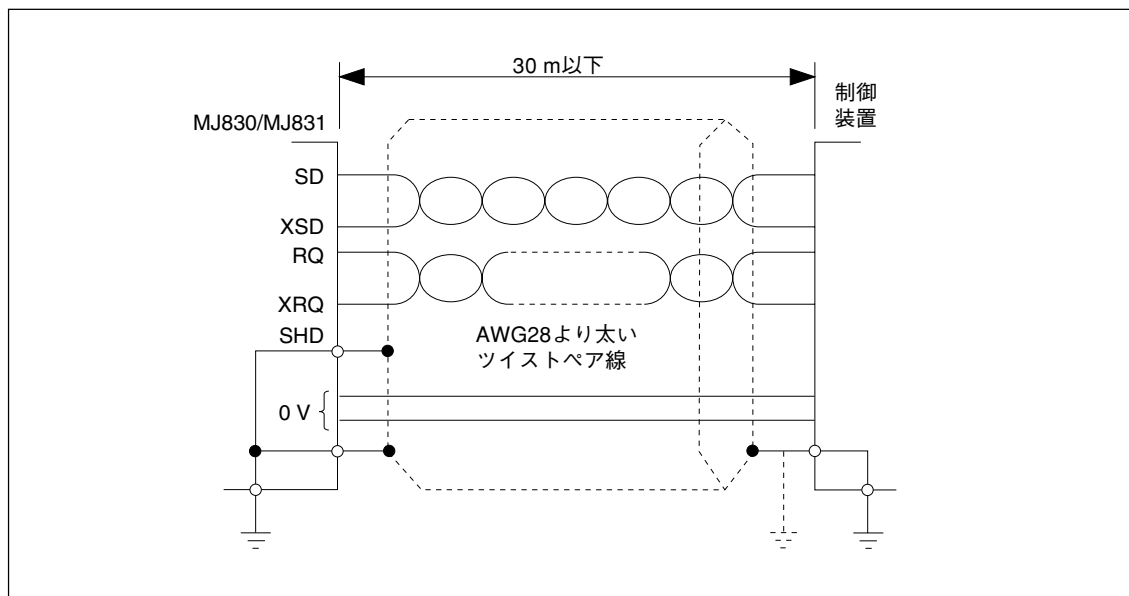 30 m以下
制御
装置
MJ830/MJ831
SD
XSD
RQ
XRQ
SHD
AWG28より太い
ツイストペア線
0 V